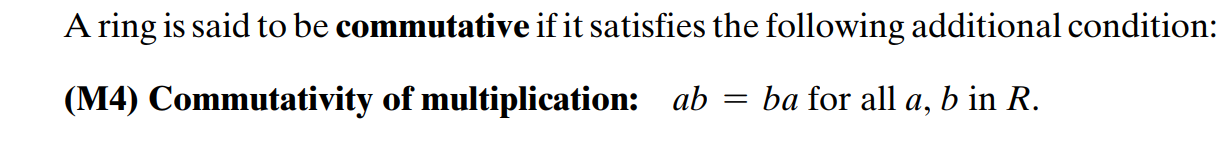 A ring is said to be commutative if it satisfies the following additional condition:
(M4) Commutativity of multiplication: ab = ba for all a, b in R.